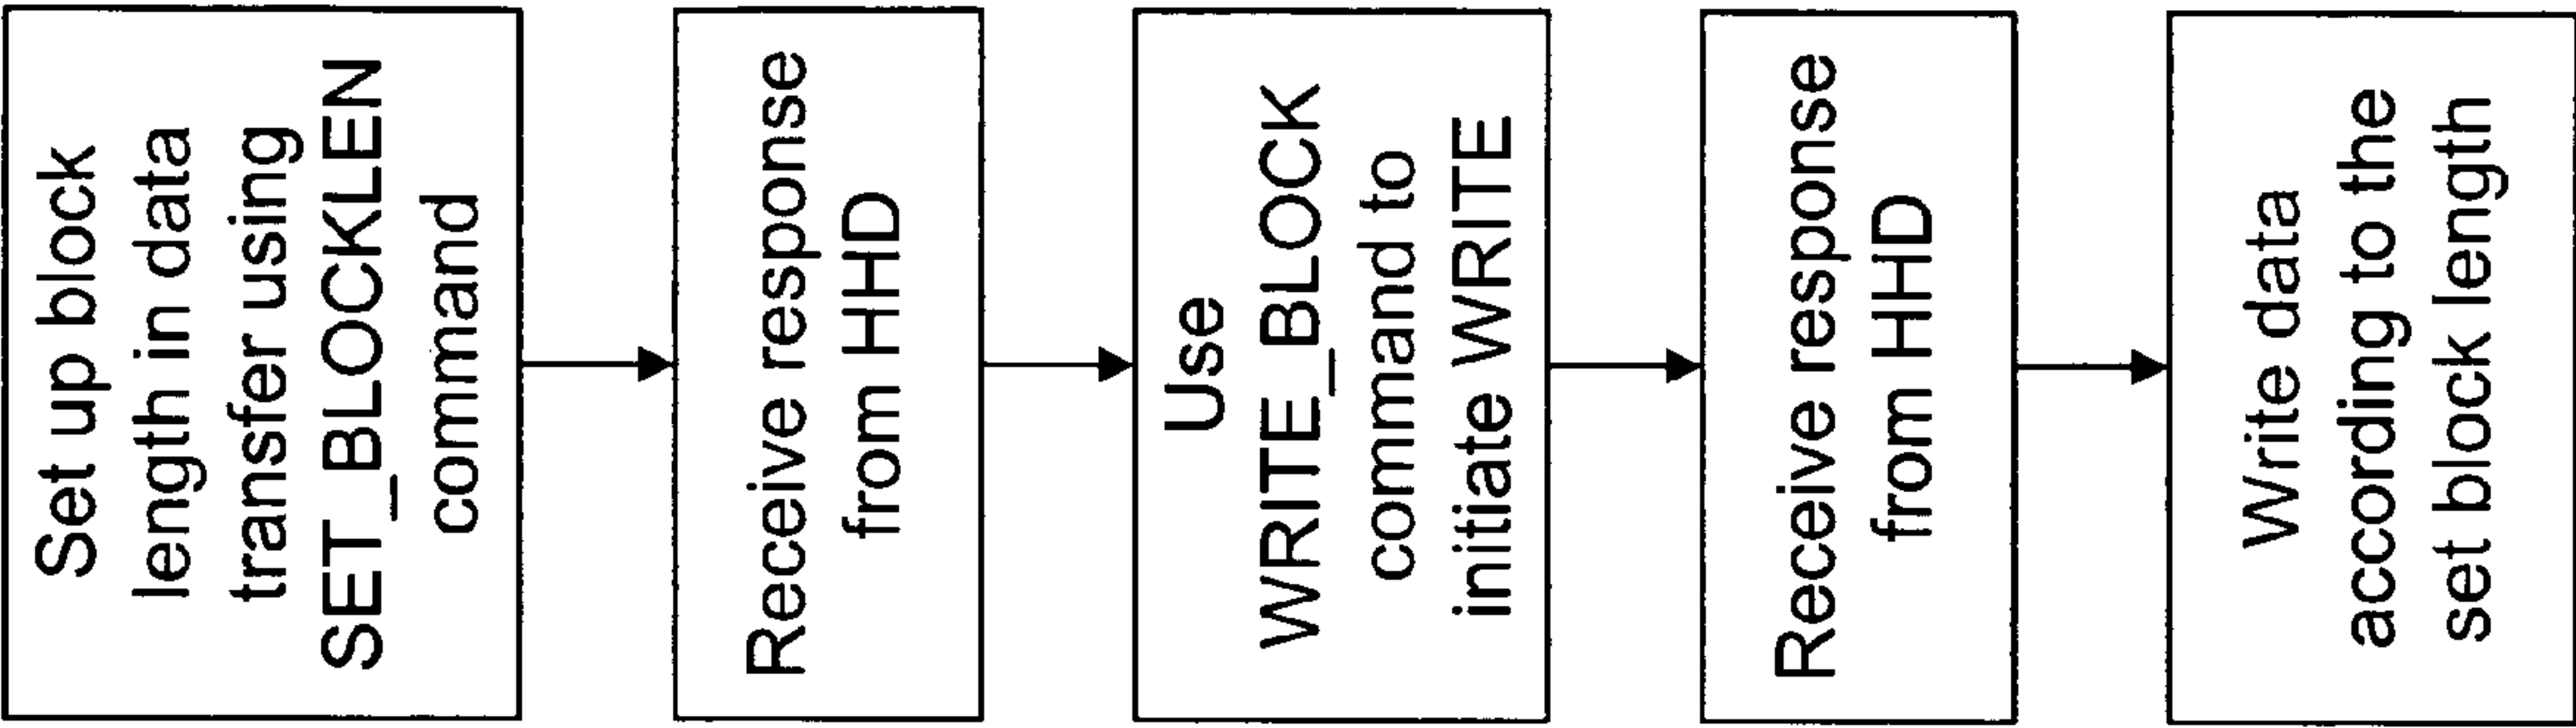 Set up block
length in data
transfer using
SET_BLOCKLEN
command
Receive response
from HHD
Use
WRITE_BLOCK
command to
initiate WRITE
Receive response
from HHD
Write data
according to the
set block length